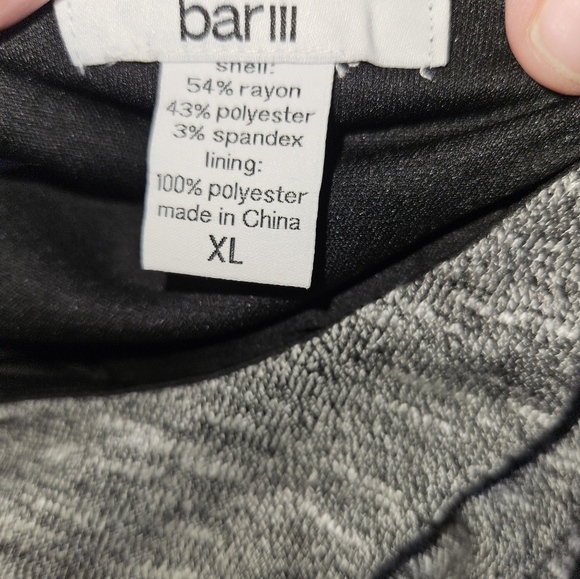 bar III
shell:
54% rayon
43% polyester
3% spandex
lining:
100% polyester
made in China
XL